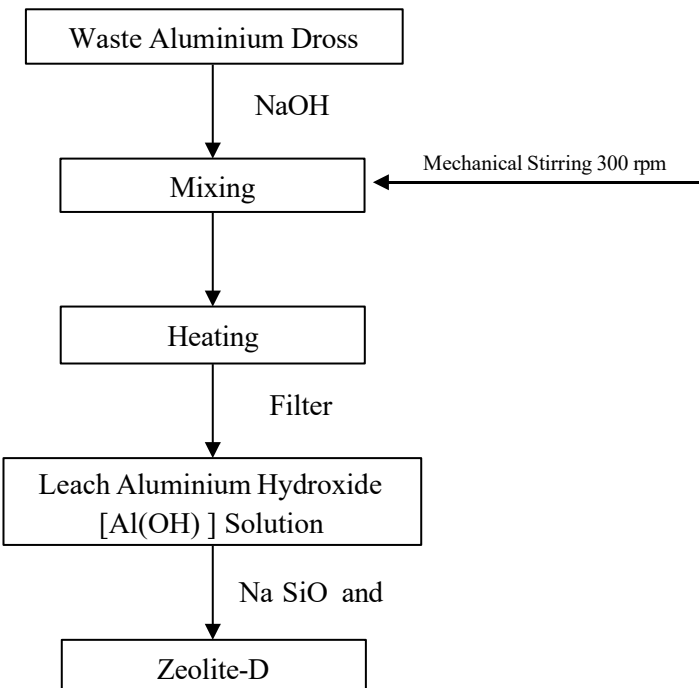 Waste Aluminium Dross
NaOH
Mechanical Stirring 300 rpm
Mixing
Heating
Filter
Leach Aluminium Hydroxide
[Al(OH) ] Solution
Na SiO and
Zeolite-D